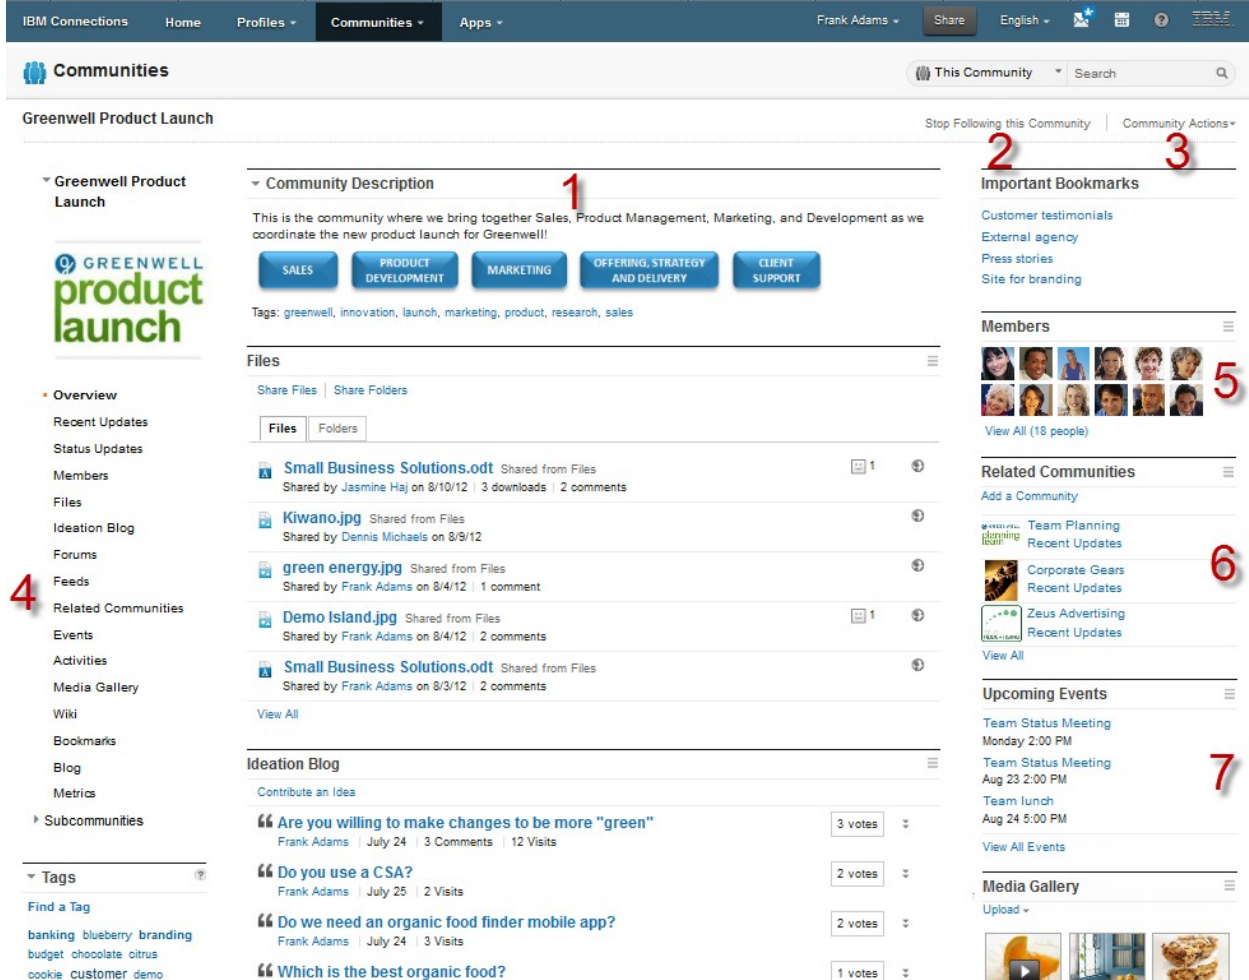 IBM Connections Home Profiles Communities Apps Frank Adams Share English IBM.
Communities This Community Search
Greenwell Product Launch
Stop Following this Community Community Actions
2 3
Greenwell Product
Launch
GREENWELL
product
launch
Overview
Recent Updates
Status Updates
Members
Files
Ideation Blog
Forums
Feeds
Related Communities
Events
Activities
Media Gallery
Wiki
Bookmarks
Blog
Metrics
Subcommunities
4
Tags ?
Find a Tag
banking blueberry branding
budget chocolate citrus
cookie customer demo
Community Description 1
This is the community where we bring together Sales, Product Management, Marketing, and Development as we
coordinate the new product launch for Greenwell!
SALES
PRODUCT
DEVELOPMENT
MARKETING
OFFERING, STRATEGY
AND DELIVERY
CLIENT
SUPPORT
Tags: greenwell, innovation, launch, marketing, product, research, sales
Files
Share Files | Share Folders
Files Folders
Small Business Solutions.odt Shared from Files 1
Shared by Jasmine Haj on 8/10/12 | 3 downloads | 2 comments
Kiwano.jpg Shared from Files
Shared by Dennis Michaels on 8/9/12
green energy.jpg Shared from Files
Shared by Frank Adams on 8/4/12 | 1 comment
Demo Island.jpg Shared from Files 1
Shared by Frank Adams on 8/4/12 | 2 comments
Small Business Solutions.odt Shared from Files
Shared by Frank Adams on 8/3/12 | 2 comments
View All
Ideation Blog
Contribute an Idea
Are you willing to make changes to be more "green" 3 votes
Frank Adams | July 24 | 3 Comments | 12 Visits
Do you use a CSA? 2 votes
Frank Adams | July 25 | 2 Visits
Do we need an organic food finder mobile app? 2 votes
Frank Adams | July 24 | 3 Visits
Which is the best organic food? 1 votes
Important Bookmarks
Customer testimonials
External agency
Press stories
Site for branding
Members
5
View All (18 people)
Related Communities
Add a Community
planning
team
Team Planning
Recent Updates
Corporate Gears
Recent Updates
6
Zeus Advertising
Recent Updates
View All
Upcoming Events
Team Status Meeting
Monday 2:00 PM
Team Status Meeting
Aug 23 2:00 PM
7
Team lunch
Aug 24 5:00 PM
View All Events
Media Gallery
Upload